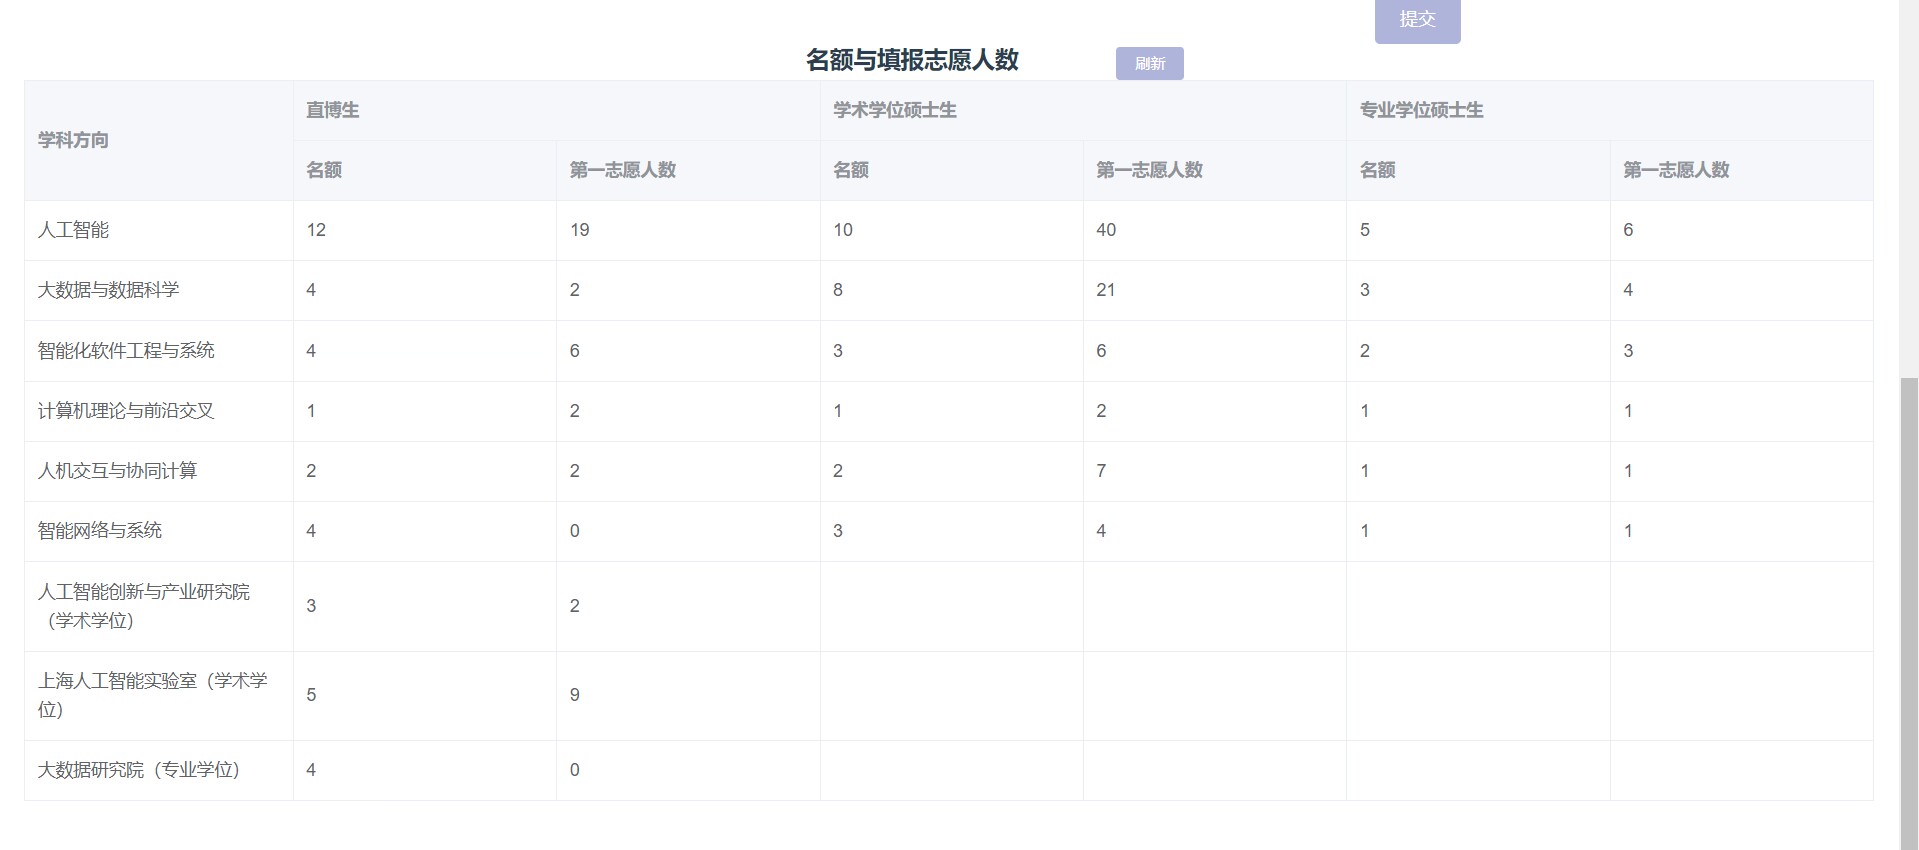 提交
名额与填报志愿人数
刷新
学科方向
直博生
学术学位硕士生
专业学位硕士生
名额
第一志愿人数
名额
第一志愿人数
名额
第一志愿人数
人工智能 12 19 10 40 5 6
大数据与数据科学 4 2 8 21 3 4
智能化软件工程与系统 4 6 3 6 2 3
计算机理论与前沿交叉 1 2 1 2 1 1
人机交互与协同计算 2 2 2 7 1 1
智能网络与系统 4 0 3 4 1 1
人工智能创新与产业研究院
（学术学位） 3 2
上海人工智能实验室（学术学
位） 5 9
大数据研究院（专业学位） 4 0